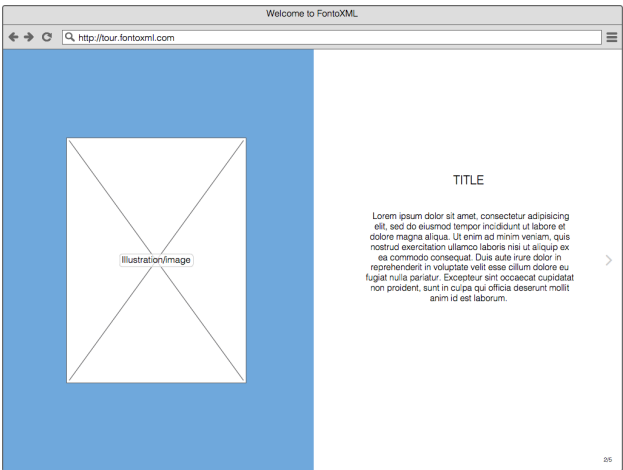 Welcome to FontoXML
http://tour.fontoxml.com
Illustration/image
TITLE
Lorem ipsum dolor sit amet, consectetur adipisicing
elit, sed do eiusmod tempor incididunt ut labore et
dolore magna aliqua. Ut enim ad minim veniam, quis
nostrud exercitation ullamco laboris nisi ut aliquip ex
ea commodo consequat. Duis aute irure dolor in
reprehenderit in voluptate velit esse cillum dolore eu
fugiat nulla pariatur. Excepteur sint occaecat cupidatat
non proident, sunt in culpa qui officia deserunt mollit
anim id est laborum.
2/5